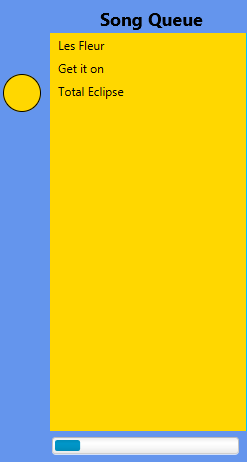 Song Queue
Les Fleur
Get it on
Total Eclipse